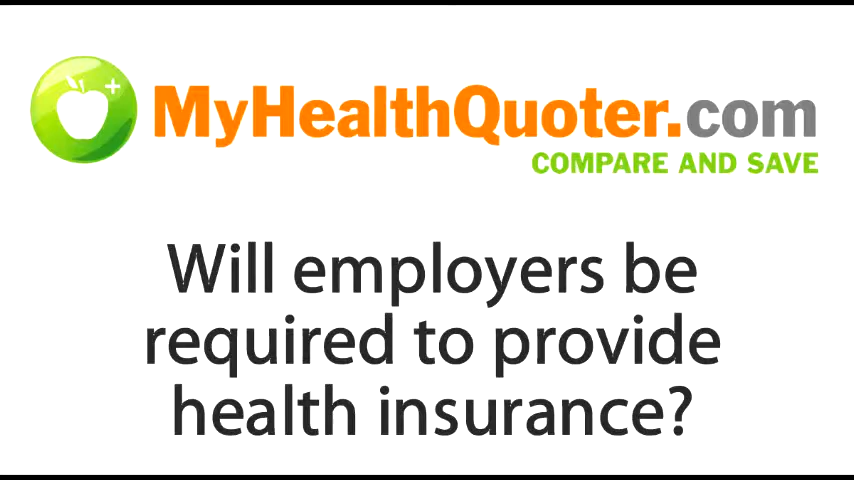 MyHealthQuoter.com
COMPARE AND SAVE
Will employers be
required to provide
health insurance?